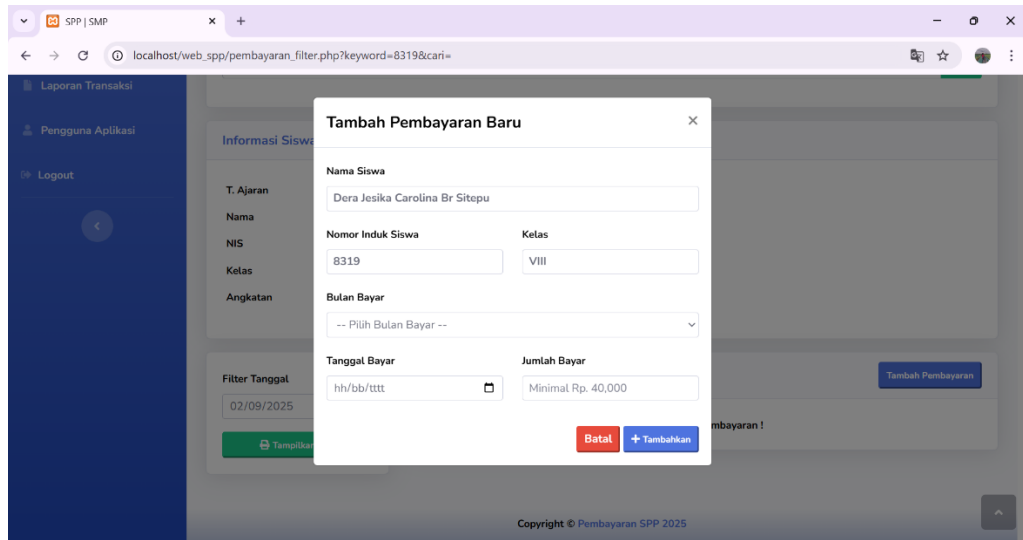 SPP | SMP
localhost/web_spp/pembayaran_filter.php?keyword=8319&cari=
Laporan Transaksi
Pengguna Aplikasi
Logout
Informasi Siswa
T. Ajaran
Nama
NIS
Kelas
Angkatan
Tambah Pembayaran Baru
Nama Siswa
Dera Jesika Carolina Br Sitepu
Nomor Induk Siswa Kelas
8319 VIII
Bulan Bayar
-- Pilih Bulan Bayar --
Tanggal Bayar Jumlah Bayar
hh/bb/tttt Minimal Rp. 40,000
Batal + Tambahkan
Filter Tanggal
02/09/2025
Tampilkan
Tambah Pembayaran
mbayaran !
Copyright © Pembayaran SPP 2025